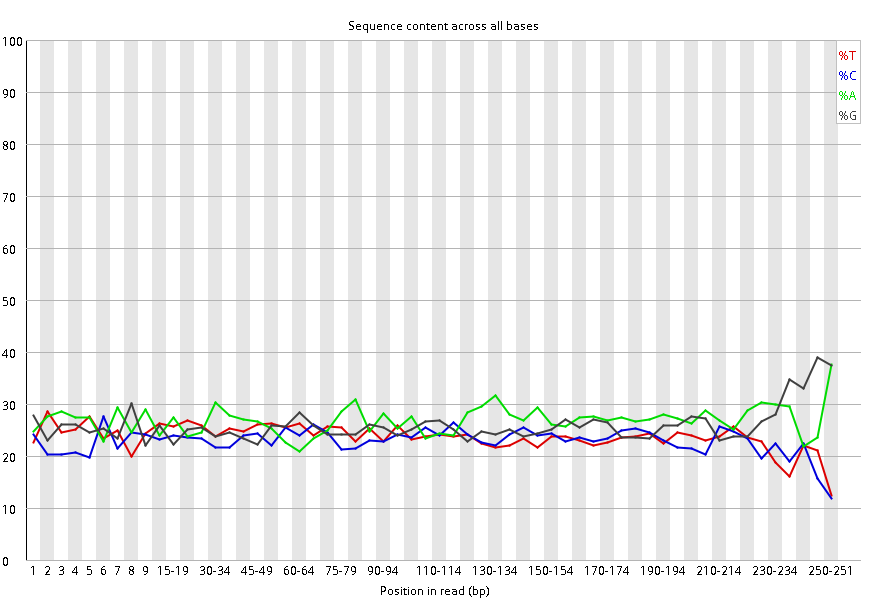 Sequence content across all bases
100
90
80
70
60
50
40
30
20
10
0
%T
%C
%A
%G
1 2 3 4 5 6 7 8 9 15-19 30-34 45-49 60-64 75-79 90-94 110-114 130-134 150-154 170-174 190-194 210-214 230-234 250-251
Position in read (bp)